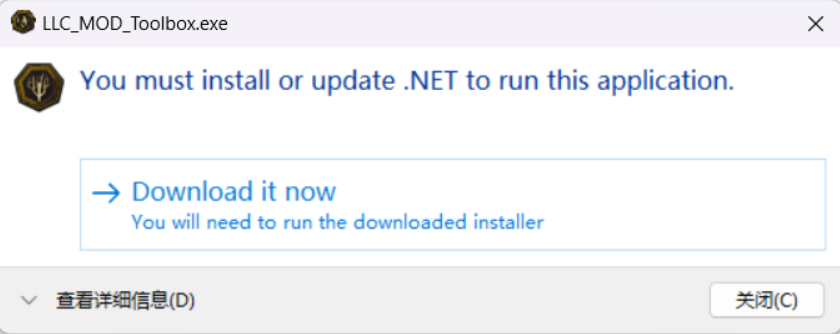 LLC_MOD_Toolbox.exe
You must install or update .NET to run this application.
Download it now
You will need to run the downloaded installer
查看详细信息(D)
关闭(C)